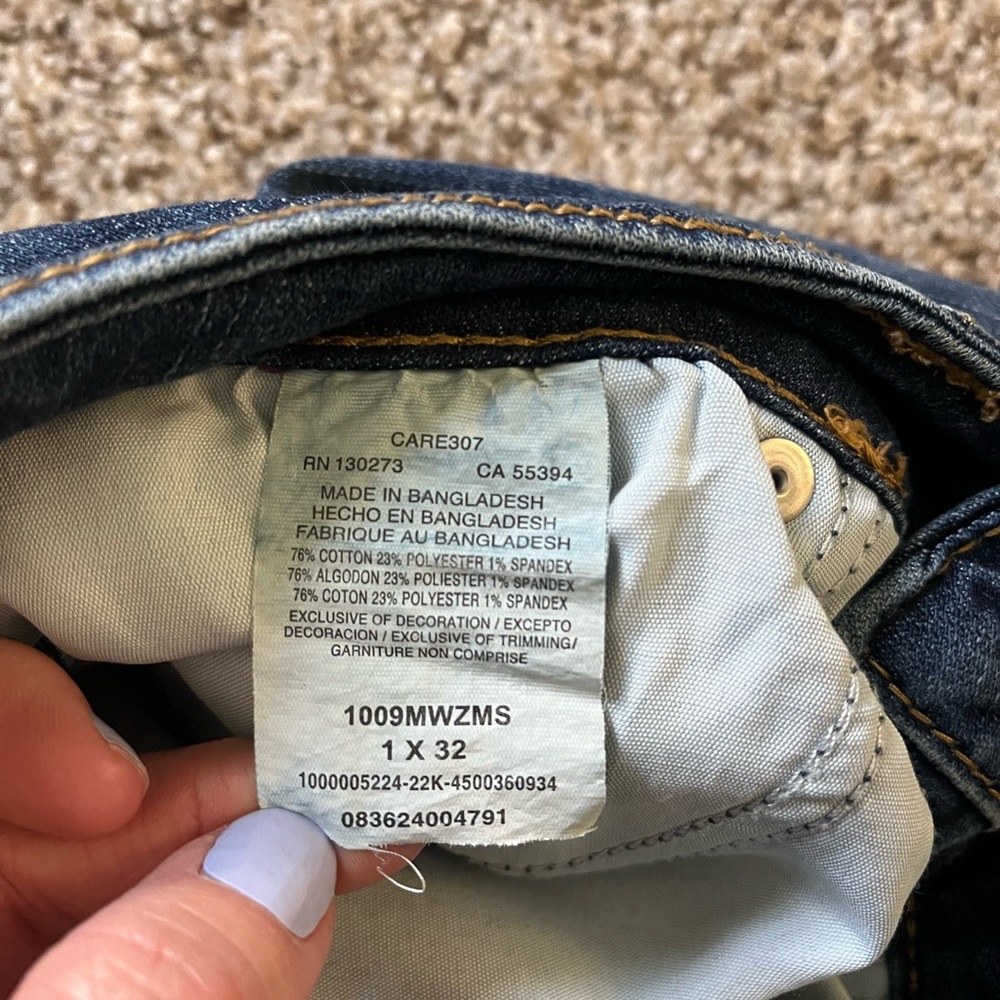 CARE307
RN 130273 CA 55394
MADE IN BANGLADESH
HECHO EN BANGLADESH
FABRIQUE AU BANGLADESH
76% COTTON 23% POLYESTER 1% SPANDEX
76% ALGODON 23% POLIESTER 1% SPANDEX
76% COTON 23% POLYESTER 1% SPANDEX
EXCLUSIVE OF DECORATION / EXCEPTO
DECORACION / EXCLUSIVE OF TRIMMING/
GARNITURE NON COMPRISE
1009MWZMS
1 X 32
1000005224-22K-4500360934
083624004791